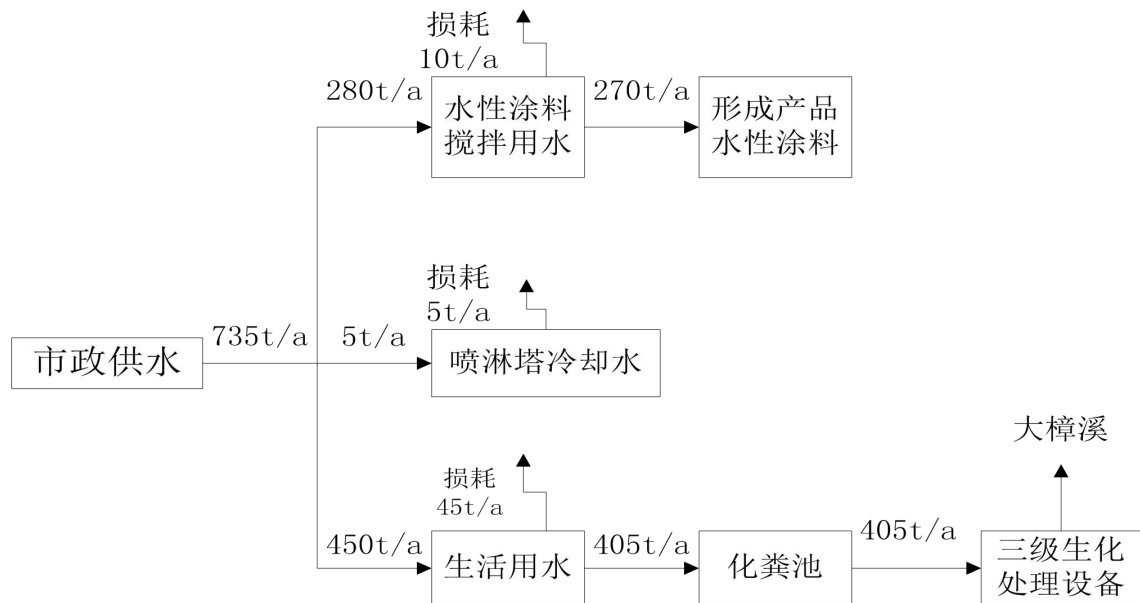 损耗
10t/a
280t/a
水性涂料
搅拌用水
270t/a
形成产品
水性涂料
损耗
5t/a
市政供水
735t/a
5t/a
喷淋塔冷却水
大樟溪
损耗
45t/a
450t/a
生活用水
405t/a
化粪池
405t/a
三级生化
处理设备